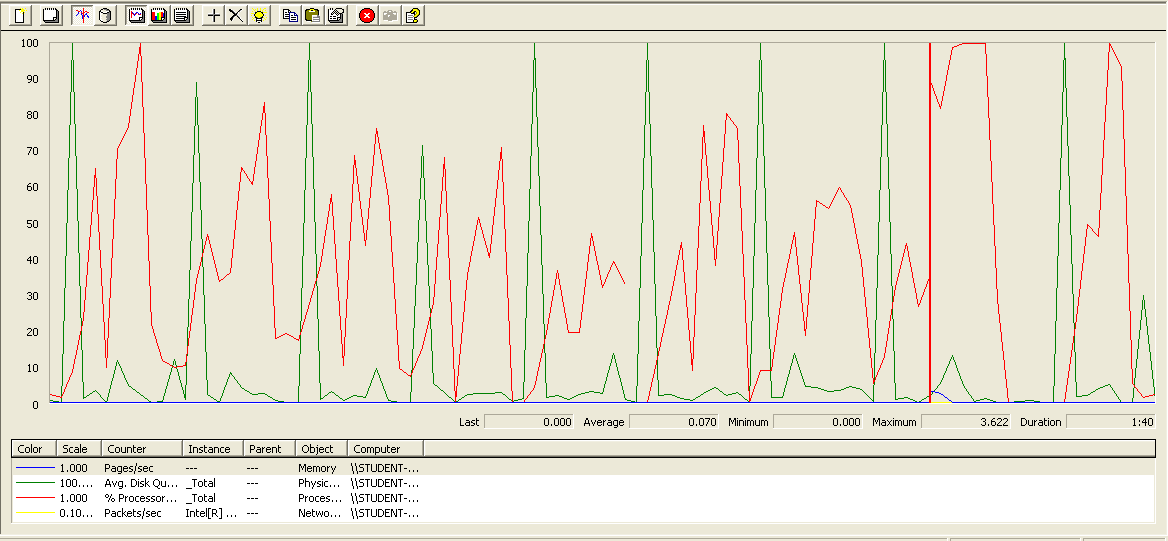 100
90
80
70
60
50
40
30
20
10
0
Last 0.000 Average 0.070 Minimum 0.000 Maximum 3.622 Duration 1:40
Color Scale Counter Instance Parent Object Computer
1.000 Pages/sec --- --- Memory \\STUDENT-...
100.... Avg. Disk Qu... _Total --- Physic... \\STUDENT-...
1.000 % Processor... _Total --- Proces... \\STUDENT-...
0.10... Packets/sec Intel[R] ... --- Netwo... \\STUDENT-...